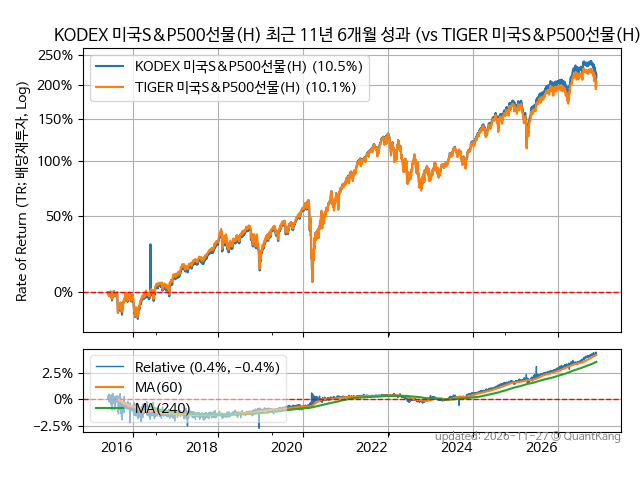 KODEX 미국S&P500선물(H) 최근 11년 6개월 성과 (vs TIGER 미국S&P500선물(H)
250%
200%
150%
100%
50%
0%
Rate of Return (TR: 배당재투자, Log)
KODEX 미국S&P500선물(H) (10.5%)
TIGER 미국S&P500선물(H) (10.1%)
2.5%
0.0%
−2.5%
Relative (0.4%, −0.4%)
MA(60)
MA(240)
2016 2018 2020 2022 2024 2026
updated: 2026-11-27 © QuantKang